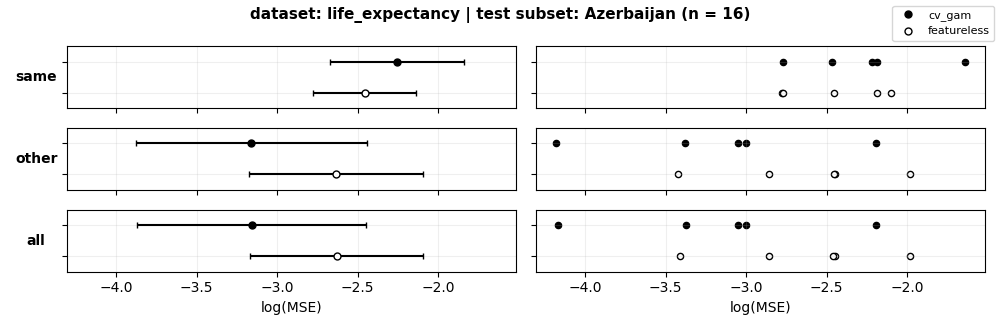 dataset: life_expectancy | test subset: Azerbaijan (n = 16)
cv_gam
featureless
same
other
all
−4.0 −3.5 −3.0 −2.5 −2.0
−4.0 −3.5 −3.0 −2.5 −2.0
log(MSE)
log(MSE)